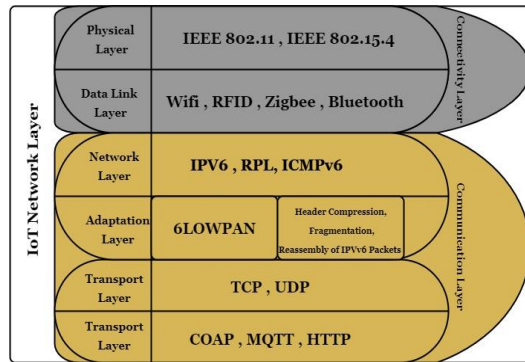 IoT Network Layer
Physical
Layer
IEEE 802.11 , IEEE 802.15.4
Data Link
Layer
Wifi , RFID , Zigbee , Bluetooth
Connectivity Layer
Network
Layer
IPV6 , RPL, ICMPv6
Adaptation
Layer
6LOWPAN
Header Compression,
Fragmentation,
Reassembly of IPVv6 Packets
Transport
Layer
TCP , UDP
Transport
Layer
COAP , MQTT , HTTP
Communication Layer